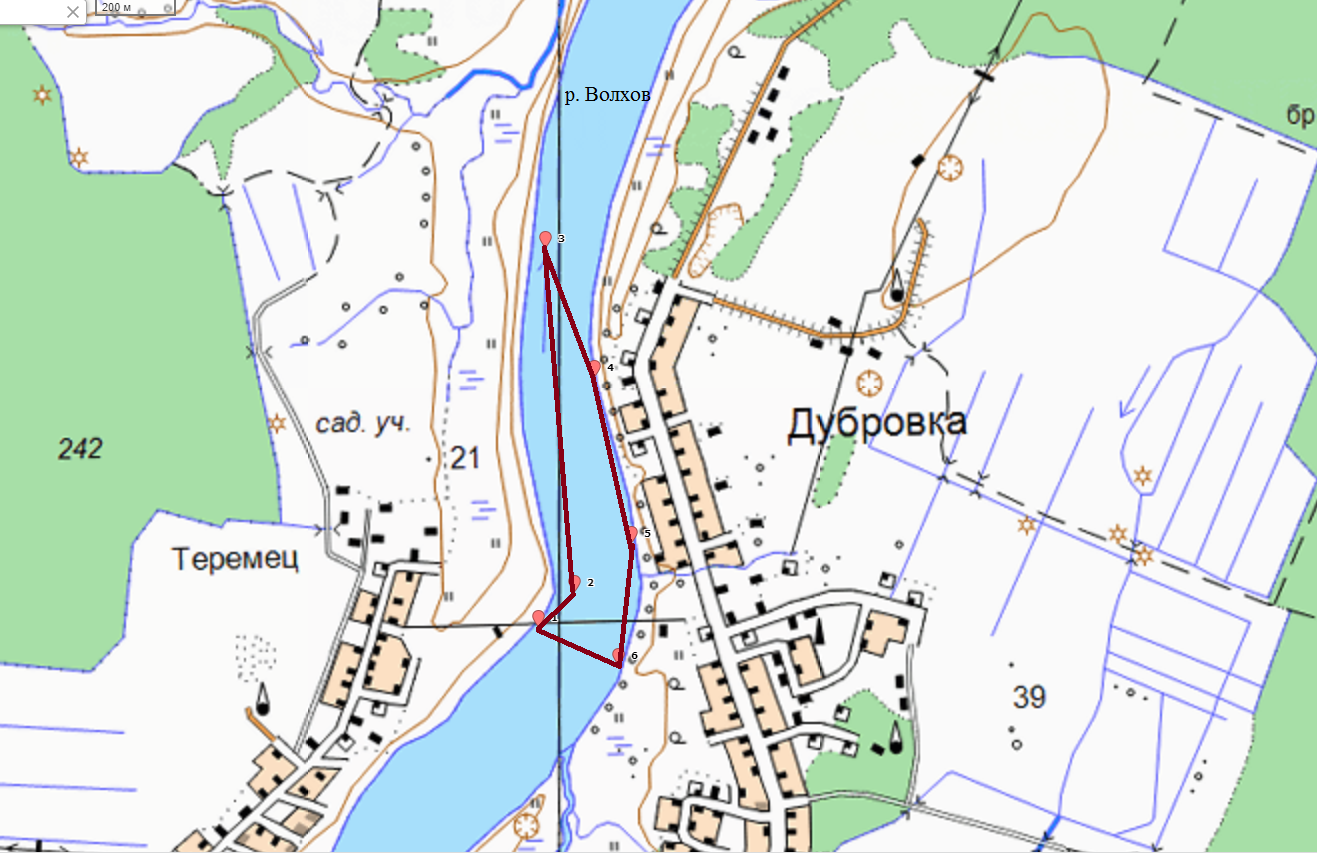 200 м
р. Волхов
бр
3
4
Дубровка
сад. уч.
242
21
5
Теремец
2
1
6
39